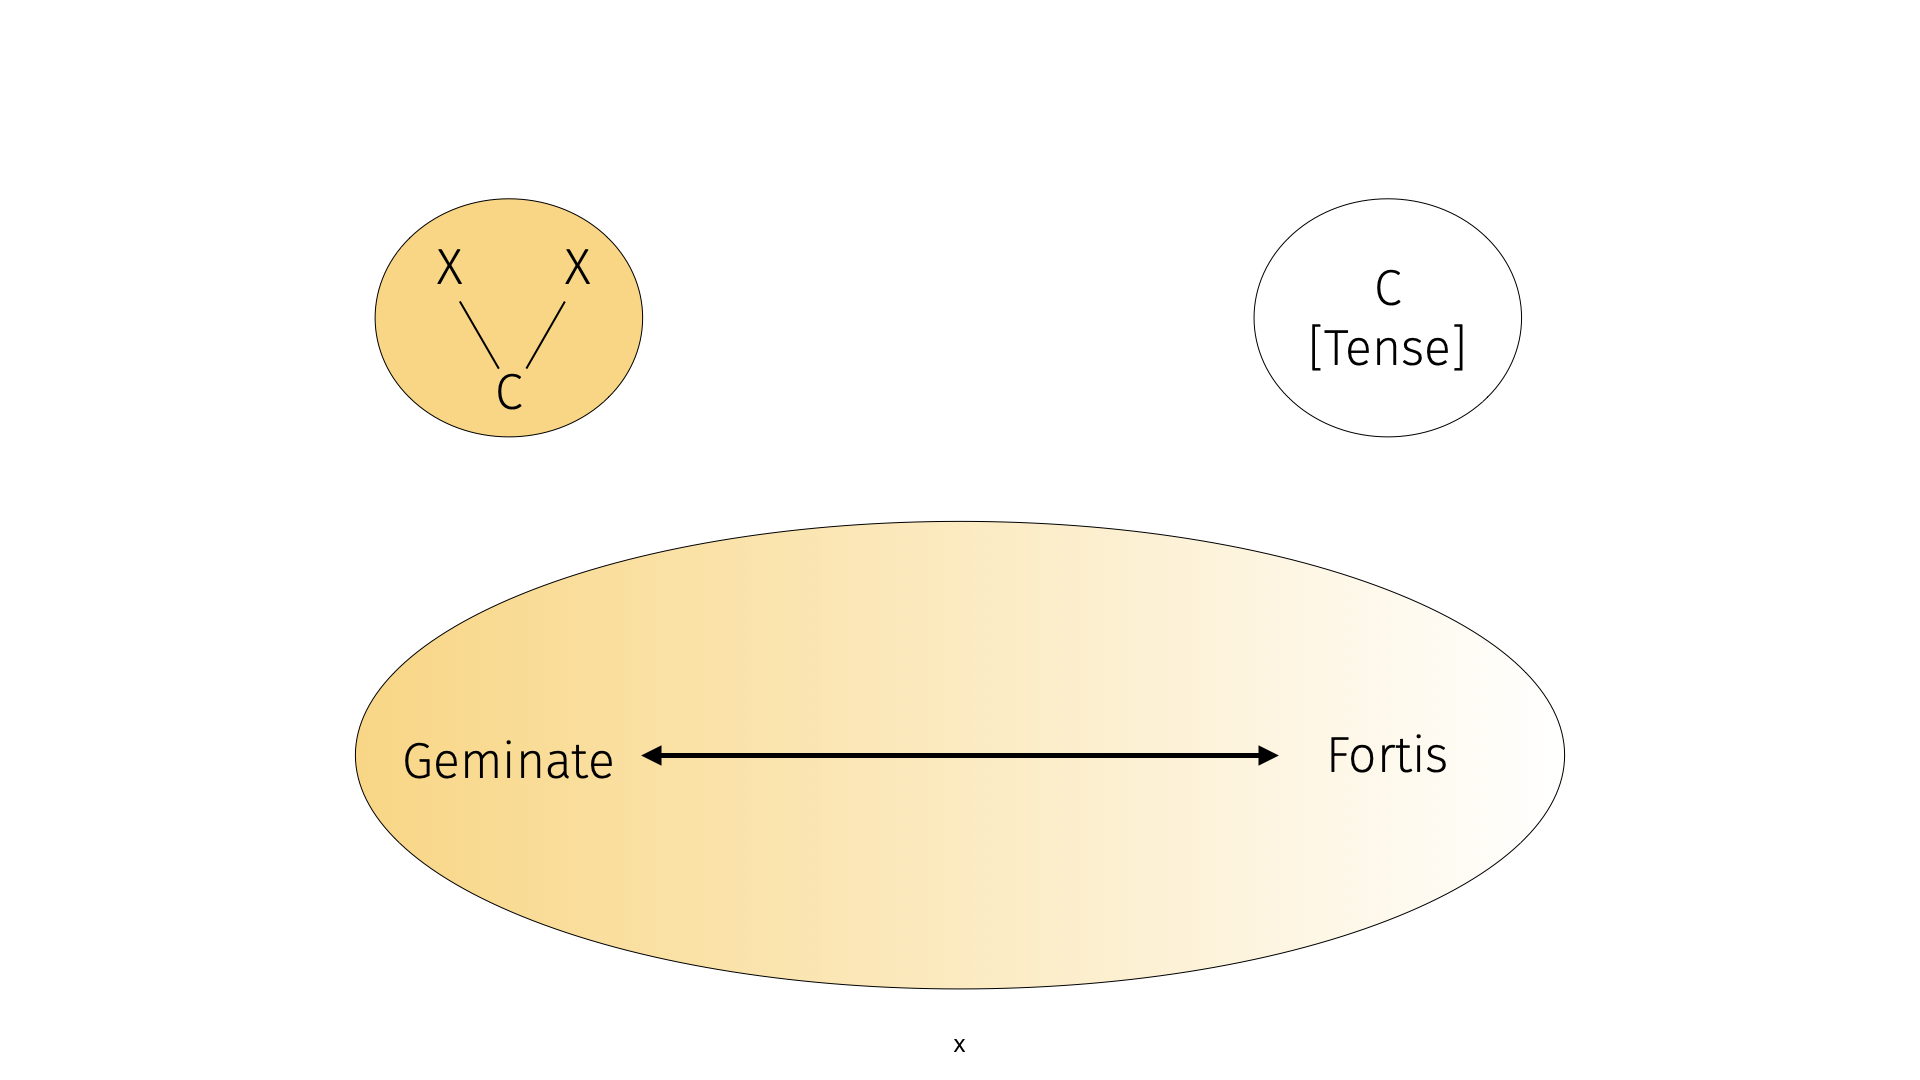 X X
C
C
[Tense]
Geminate
Fortis
x